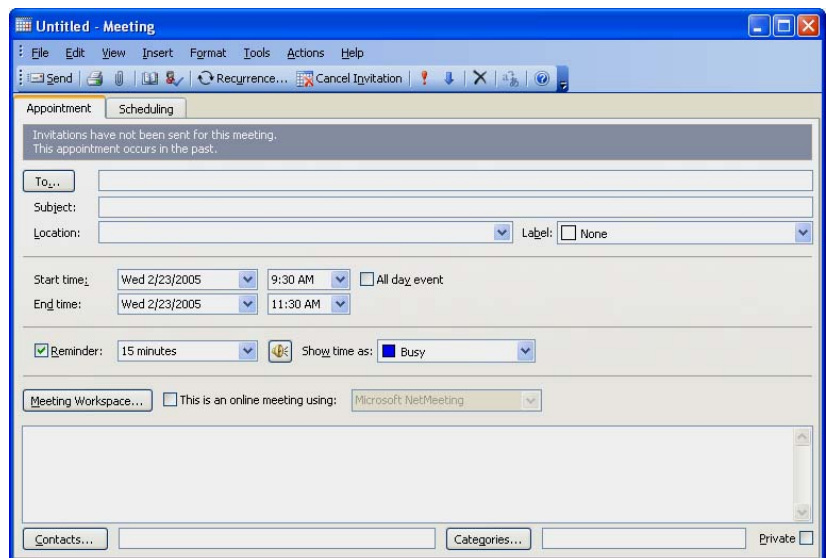 Untitled - Meeting
File Edit View Insert Format Tools Actions Help
Send Recurrence... Cancel Invitation
Appointment Scheduling
Invitations have not been sent for this meeting.
This appointment occurs in the past.
To...
Subject:
Location: Label: None
Start time: Wed 2/23/2005 9:30 AM All day event
End time: Wed 2/23/2005 11:30 AM
Reminder: 15 minutes Show time as: Busy
Meeting Workspace... This is an online meeting using: Microsoft NetMeeting
Contacts... Categories... Private